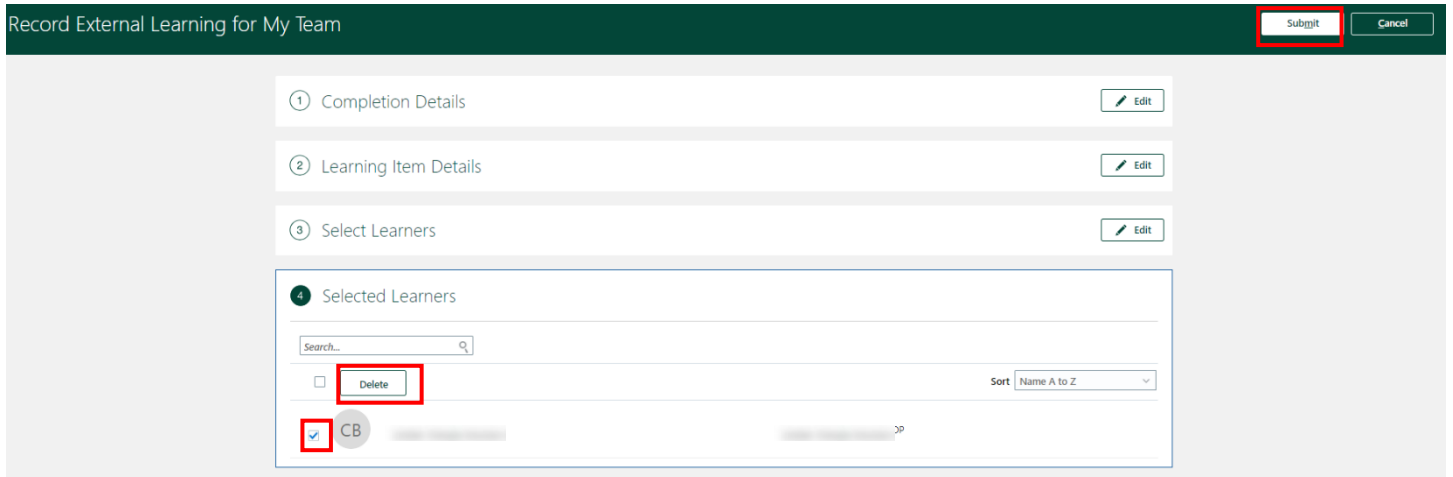 Record External Learning for My Team
Submit
Cancel
1 Completion Details
Edit
2 Learning Item Details
Edit
3 Select Learners
Edit
4 Selected Learners
Search...
Delete
Sort Name A to Z
CB
OP